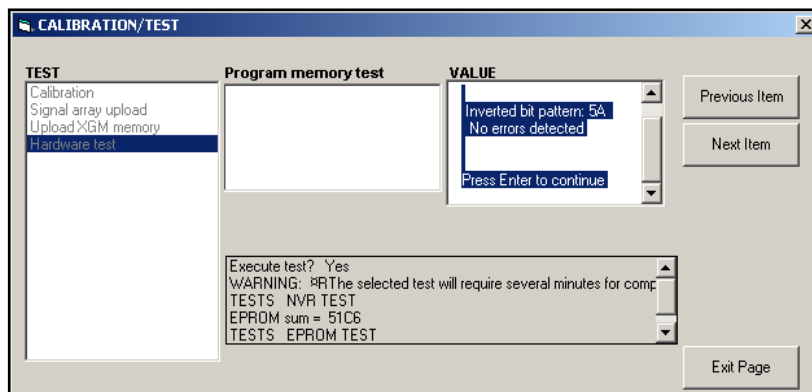 CALIBRATION/TEST
TEST
Calibration
Signal array upload
Upload XGM memory
Hardware test
Program memory test
VALUE
Inverted bit pattern: 5A
No errors detected
Press Enter to continue
Previous Item
Next Item
Execute test? Yes
WARNING: ¤RThe selected test will require several minutes for comp
TESTS NVR TEST
EPROM sum = 51C6
TESTS EPROM TEST
Exit Page